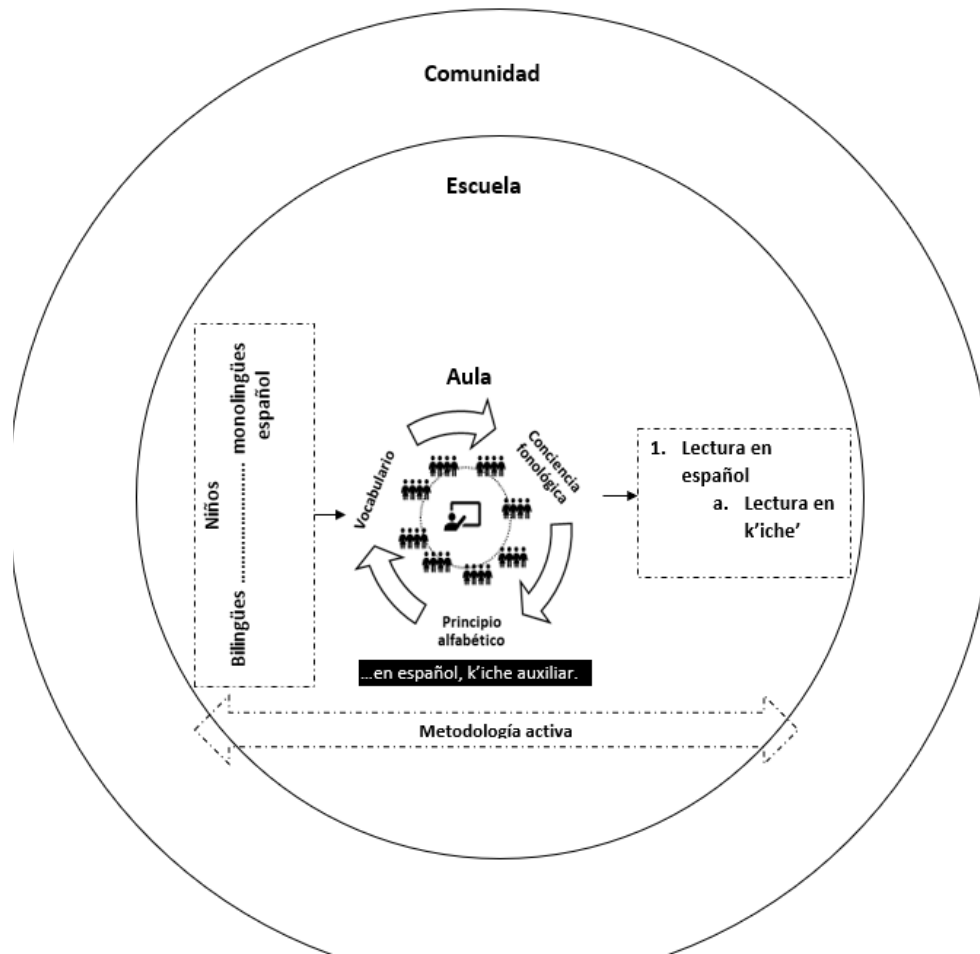 Comunidad
Escuela
Niños
Bilingües ...................... monolingües
español
Aula
Vocabulario
Conciencia
fonológica
Principio
alfabético
...en español, k’iche auxiliar.
1. Lectura en
español
a. Lectura en
k’iche’
Metodología activa